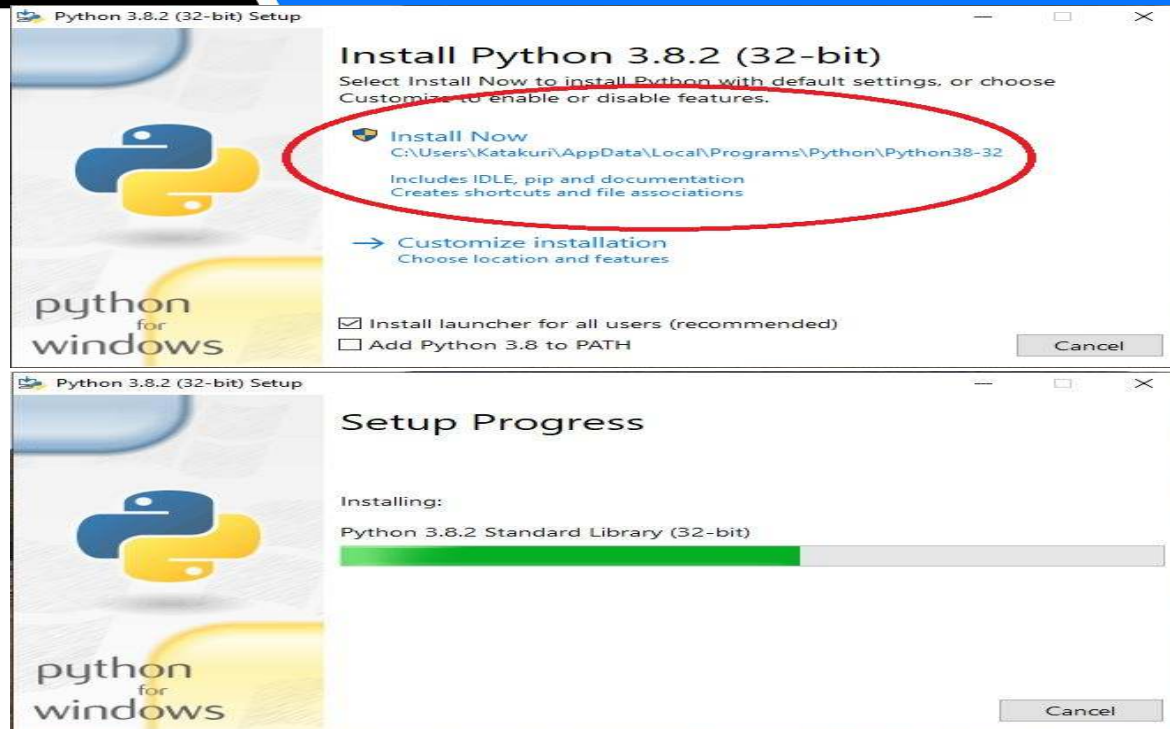 Python 3.8.2 (32-bit) Setup
Install Python 3.8.2 (32-bit)
Select Install Now to install Python with default settings, or choose
Customize to enable or disable features.
Install Now
C:\Users\Katakuri\AppData\Local\Programs\Python\Python38-32
Includes IDLE, pip and documentation
Creates shortcuts and file associations
Customize installation
Choose location and features
python
for
windows
Install launcher for all users (recommended)
Add Python 3.8 to PATH
Cancel
Python 3.8.2 (32-bit) Setup
Setup Progress
Installing:
Python 3.8.2 Standard Library (32-bit)
python
for
windows
Cancel